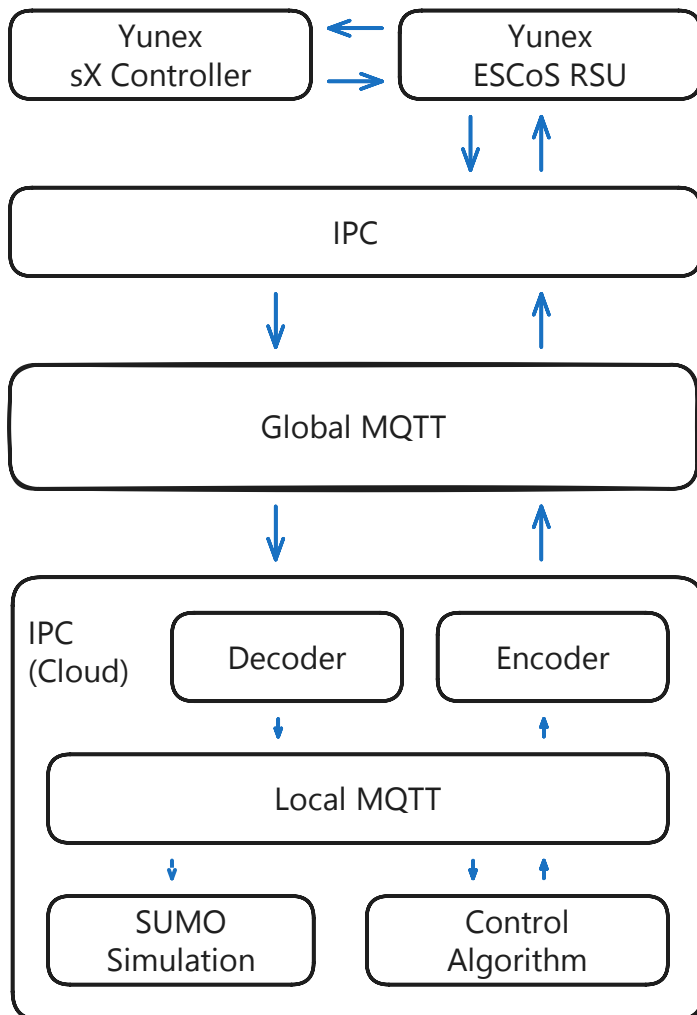 Yunex
sX Controller
Yunex
ESCoS RSU
IPC
Global MQTT
IPC
(Cloud)
Decoder
Encoder
Local MQTT
SUMO
Simulation
Control
Algorithm